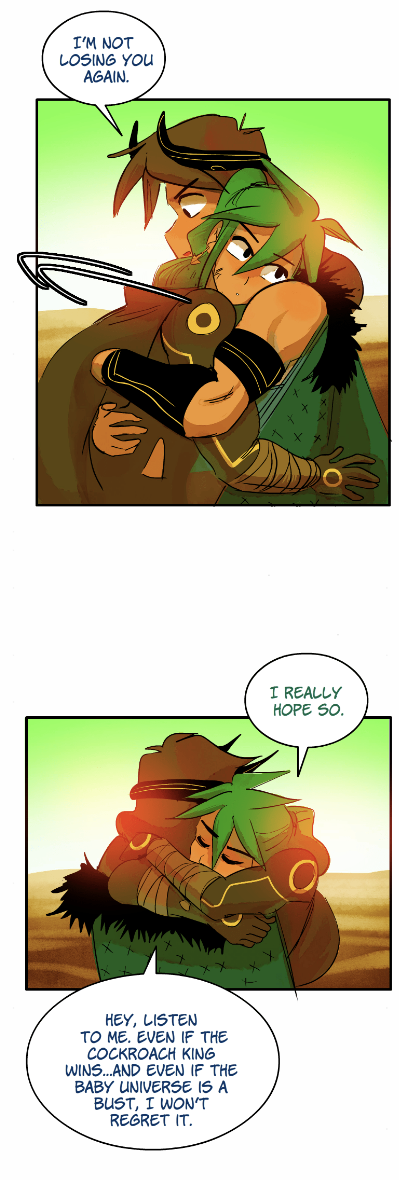 I'M NOT
LOSING YOU
AGAIN.
I REALLY
HOPE SO.
HEY, LISTEN
TO ME. EVEN IF THE
COCKROACH KING
WINS...AND EVEN IF THE
BABY UNIVERSE IS A
BUST, I WON'T
REGRET IT.